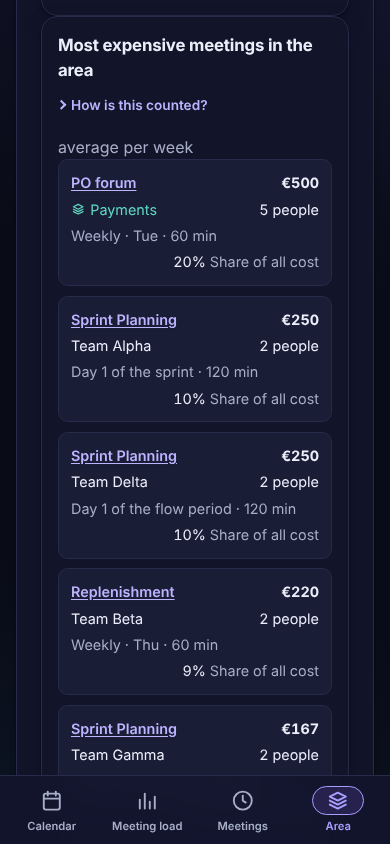 Most expensive meetings in the
area
How is this counted?
average per week
PO forum €500
Payments 5 people
Weekly · Tue · 60 min
20% Share of all cost
Sprint Planning €250
Team Alpha 2 people
Day 1 of the sprint · 120 min
10% Share of all cost
Sprint Planning €250
Team Delta 2 people
Day 1 of the flow period · 120 min
10% Share of all cost
Replenishment €220
Team Beta 2 people
Weekly · Thu · 60 min
9% Share of all cost
Sprint Planning €167
Team Gamma 2 people
Calendar Meeting load Meetings Area